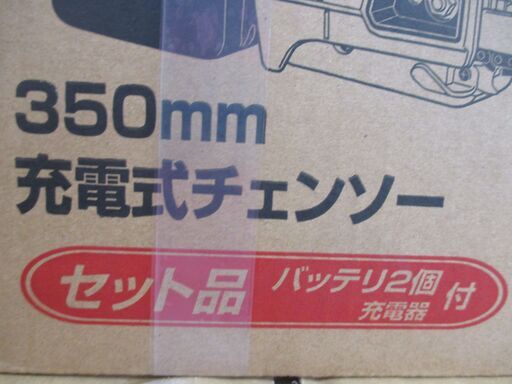 350mm
充電式チェンソー
セット品 バッテリ2個 充電器 付